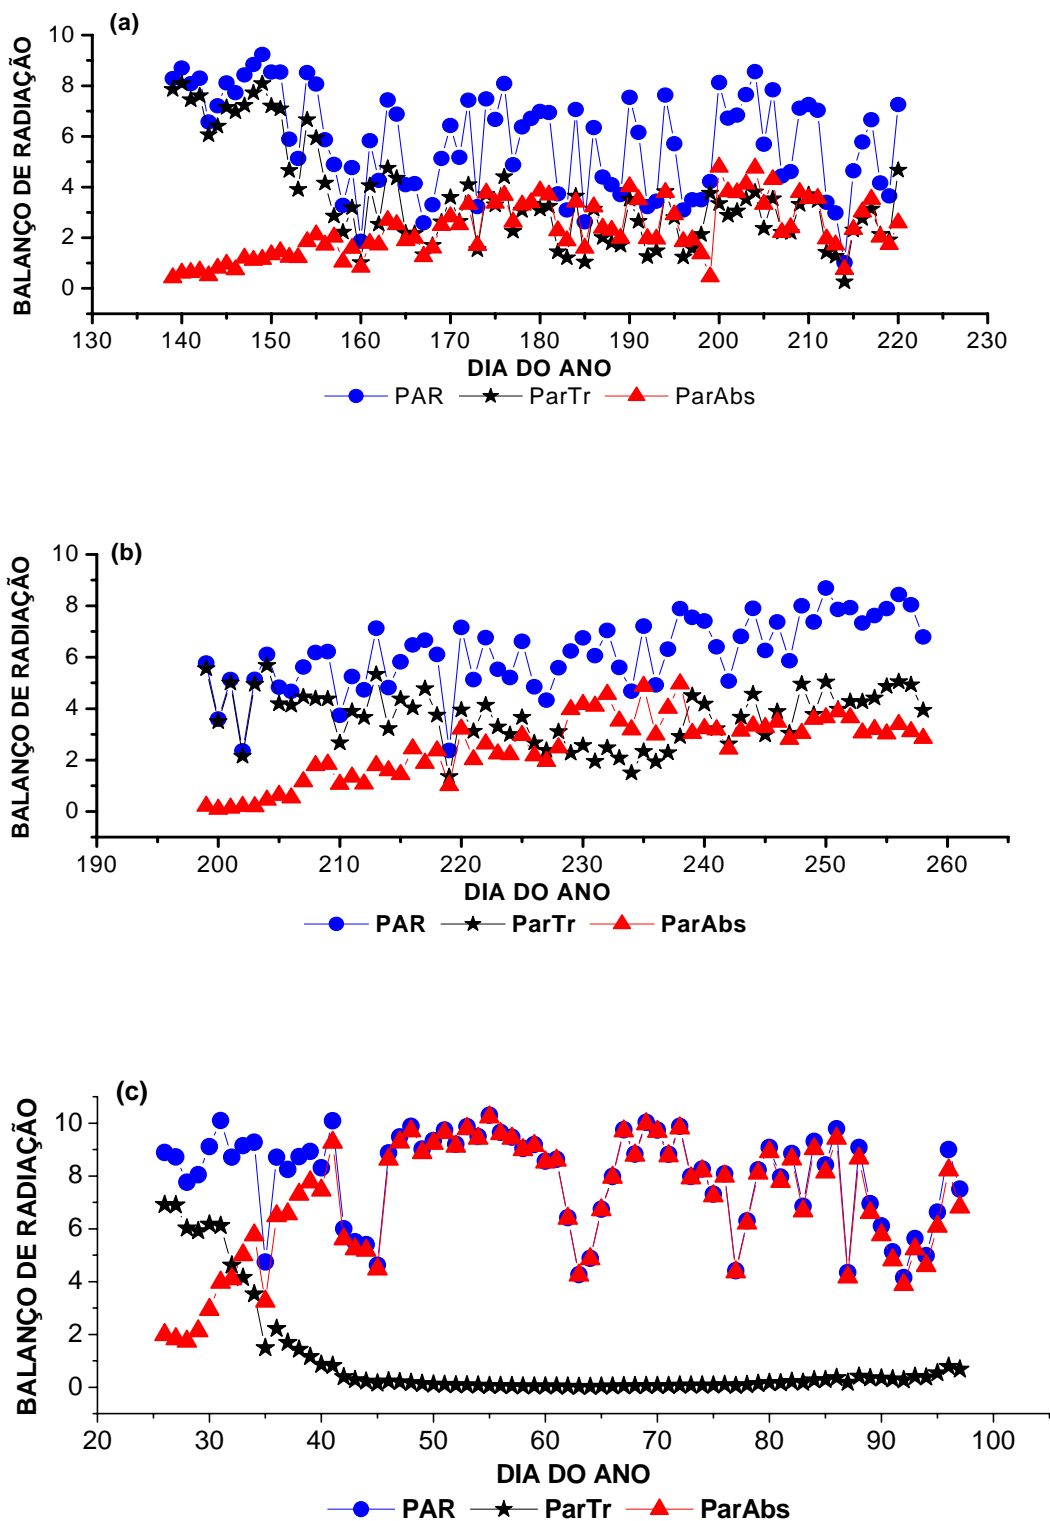 (a)
10
8
6
4
2
0
BALANÇO DE RADIAÇÃO
130 140 150 160 170 180 190 200 210 220 230
DIA DO ANO
PAR ParTr ParAbs
(b)
10
8
6
4
2
0
BALANÇO DE RADIAÇÃO
190 200 210 220 230 240 250 260
DIA DO ANO
PAR ParTr ParAbs
(c)
10
8
6
4
2
0
BALANÇO DE RADIAÇÃO
20 30 40 50 60 70 80 90 100
DIA DO ANO
PAR ParTr ParAbs